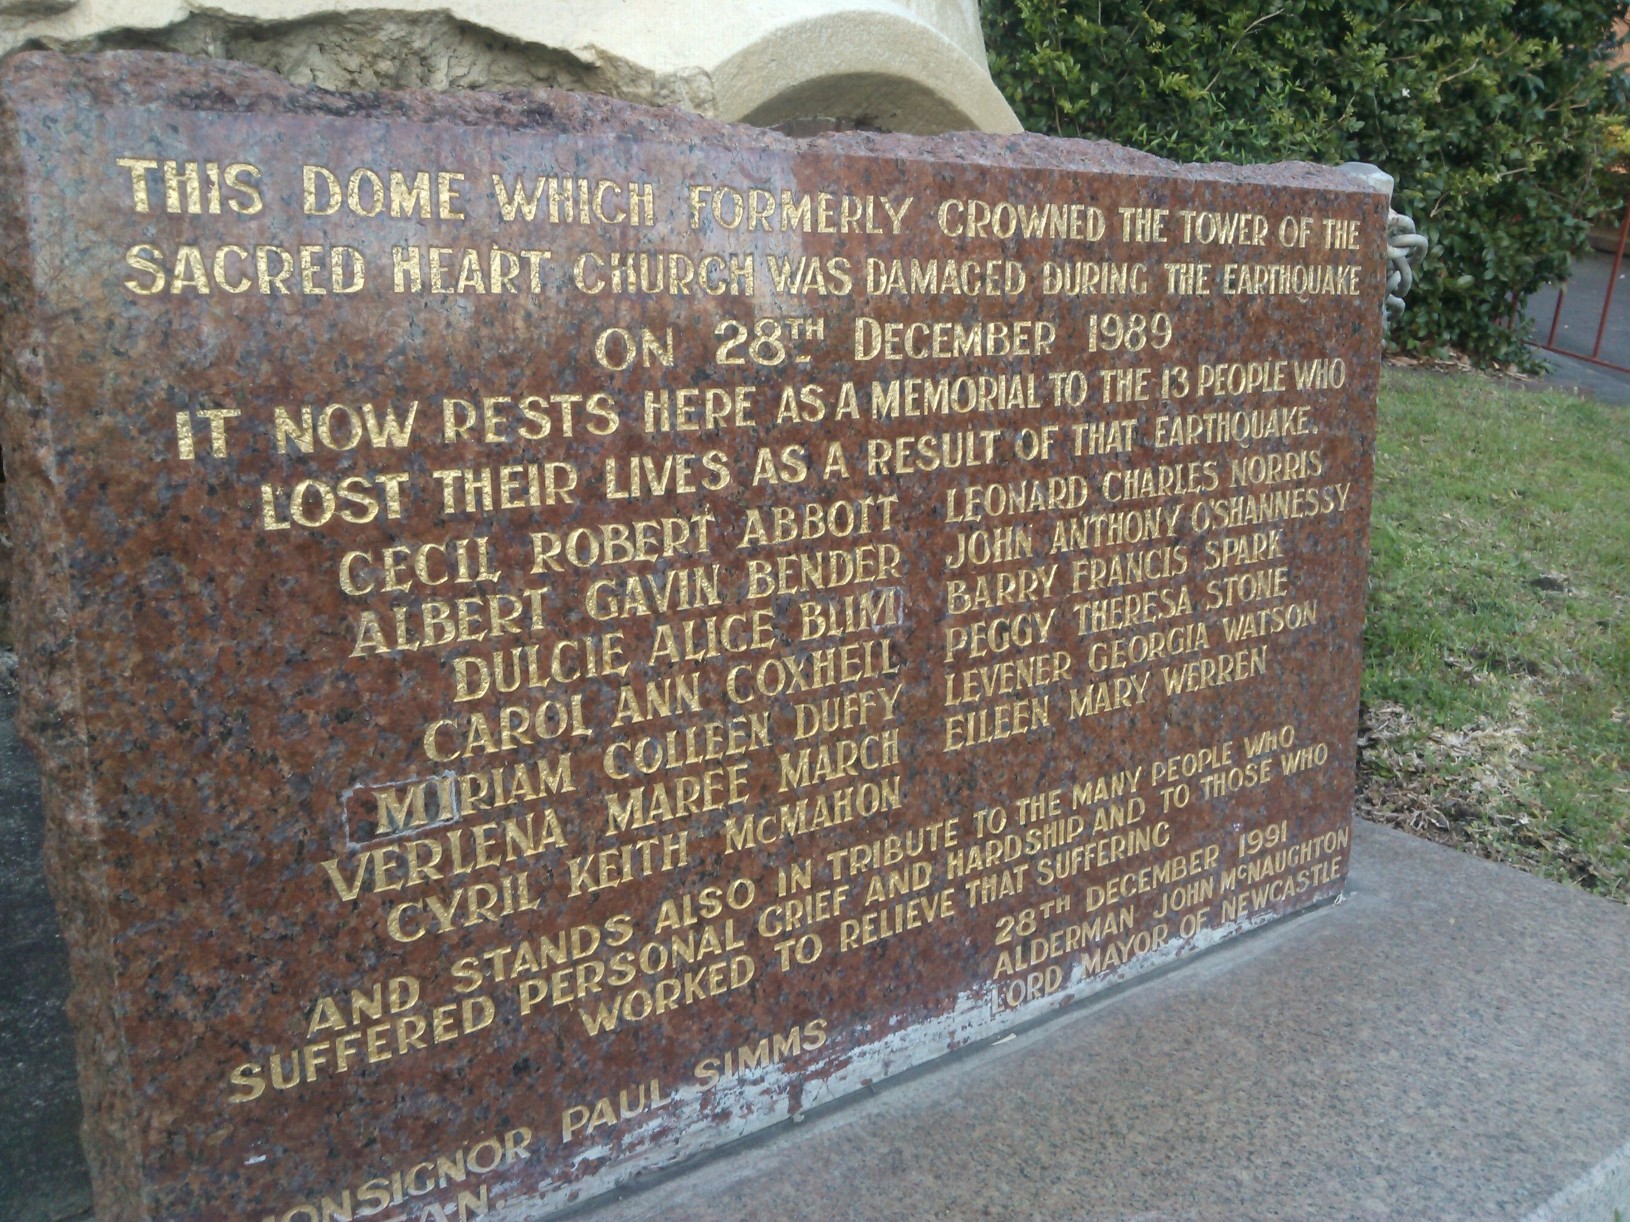 THIS DOME WHICH FORMERLY CROWNED THE TOWER OF THE
SACRED HEART CHURCH WAS DAMAGED DURING THE EARTHQUAKE
ON 28TH DECEMBER 1989
IT NOW RESTS HERE AS A MEMORIAL TO THE 13 PEOPLE WHO
LOST THEIR LIVES AS A RESULT OF THAT EARTHQUAKE.
CECIL ROBERT ABBOTT
ALBERT GAVIN BENDER
DULCIE ALICE BLIM
CAROL ANN COXHELL
MIRIAM COLLEEN DUFFY
VERLENA MAREE MARCH
CYRIL KEITH MCMAHON
LEONARD CHARLES NORRIS
JOHN ANTHONY O'SHANNESSY
BARRY FRANCIS SPARK
PEGGY THERESA STONE
LEVENER GEORGIA WATSON
EILEEN MARY WERREN
AND STANDS ALSO IN TRIBUTE TO THE MANY PEOPLE WHO
SUFFERED PERSONAL GRIEF AND HARDSHIP AND TO THOSE WHO
WORKED TO RELIEVE THAT SUFFERING
28TH DECEMBER 1991
ALDERMAN JOHN MCNAUGHTON
LORD MAYOR OF NEWCASTLE
ONSIGNOR PAUL SIMMS